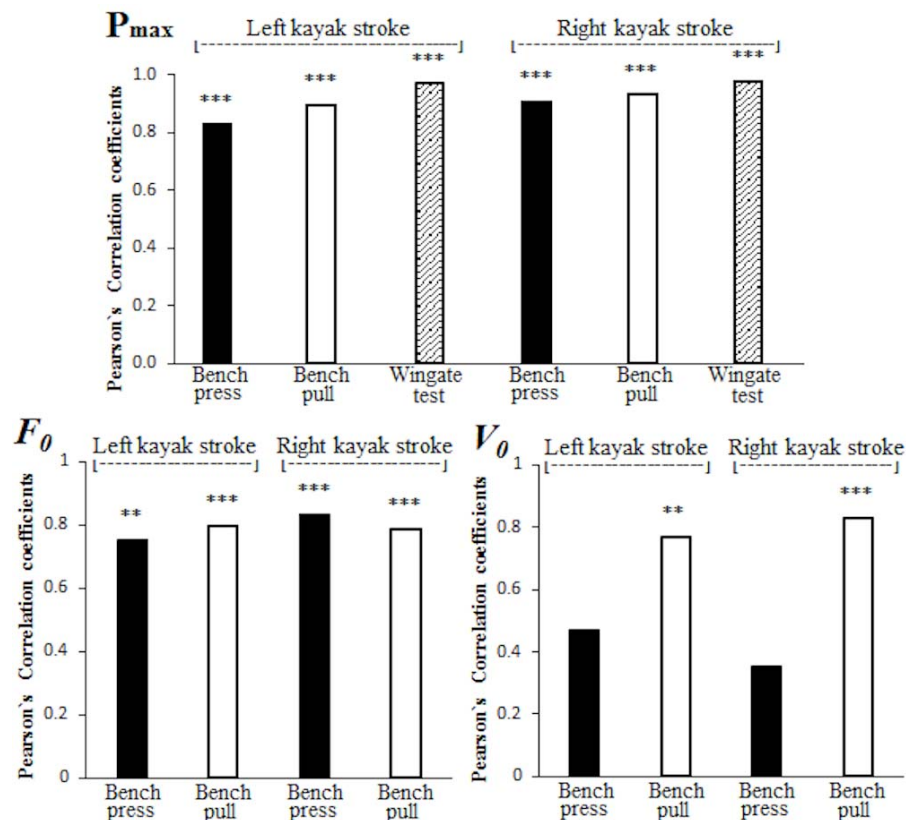 Pmax
Left kayak stroke Right kayak stroke
*** *** *** *** *** ***
Pearson`s Correlation coefficients
1.0
0.8
0.6
0.4
0.2
0.0
Bench press
Bench pull
Wingate test
Bench press
Bench pull
Wingate test
F0
Left kayak stroke Right kayak stroke
** *** *** ***
Pearson`s Correlation coefficients
1
0.8
0.6
0.4
0.2
0
Bench press
Bench pull
Bench press
Bench pull
V0
Left kayak stroke Right kayak stroke
** ***
Pearson`s Correlation coefficients
1
0.8
0.6
0.4
0.2
0
Bench press
Bench pull
Bench press
Bench pull